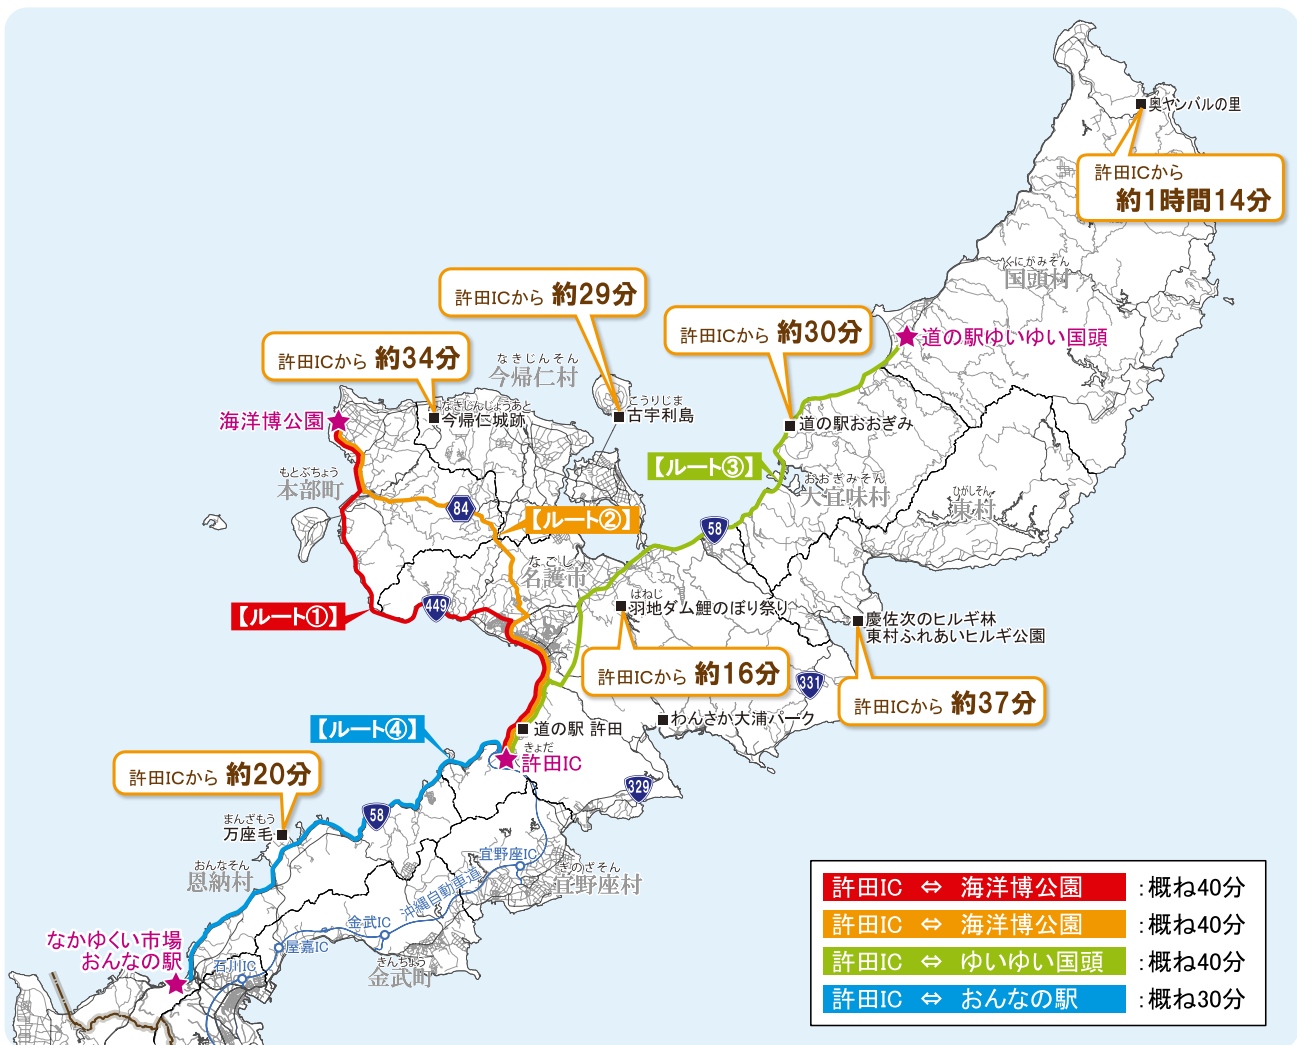 奥ヤンバルの里
許田ICから
約1時間14分
くにがみそん
国頭村
許田ICから 約29分
許田ICから 約30分
道の駅ゆいゆい国頭
許田ICから 約34分
なきじんそん
今帰仁村
こうりじま
古宇利島
なきじんじょうあと
今帰仁城跡
海洋博公園
道の駅おおぎみ
【ルート③】
もとぶちょう
本部町
おおぎみそん
大宜味村
ひがしそん
東村
84
【ルート②】
58
なごし
名護市
はねじ
羽地ダム鯉のぼり祭り
【ルート①】
449
慶佐次のヒルギ林
東村ふれあいヒルギ公園
許田ICから 約16分
331
許田ICから 約37分
わんさか大浦パーク
【ルート④】
道の駅 許田
きょだ
許田IC
許田ICから 約20分
329
58
まんざもう
万座毛
おんなそん
恩納村
宜野座IC
ぎのざそん
宜野座村
沖縄自動車道
金武IC
屋嘉IC
きんちょう
金武町
なかゆくい市場
おんなの駅
石川IC
許田IC ⇔ 海洋博公園 :概ね40分
許田IC ⇔ 海洋博公園 :概ね40分
許田IC ⇔ ゆいゆい国頭 :概ね40分
許田IC ⇔ おんなの駅 :概ね30分